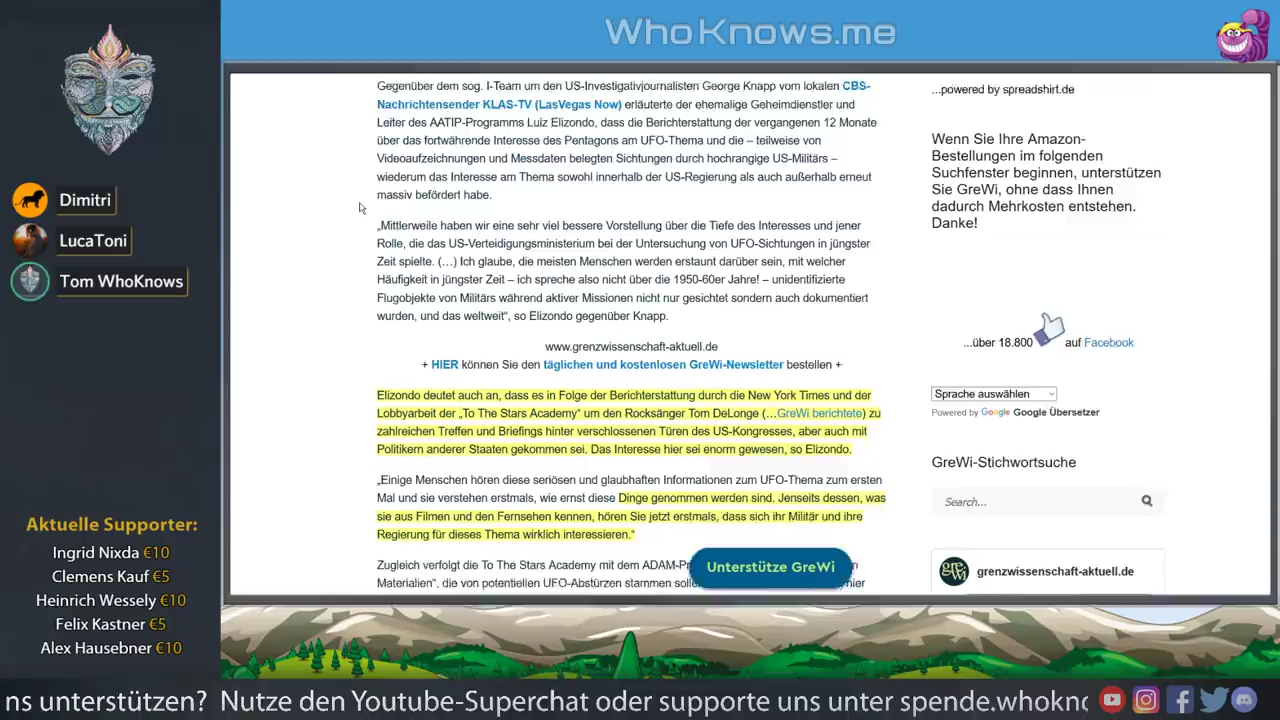 WhoKnows.me
Dimitri
LucaToni
Tom WhoKnows
Aktuelle Supporter:
Ingrid Nixda €10
Clemens Kauf €5
Heinrich Wessely €10
Felix Kastner €5
Alex Hausebner €10
Gegenüber dem sog. I-Team um den US-Investigativjournalisten George Knapp vom lokalen CBS-
Nachrichtensender KLAS-TV (LasVegas Now) erläuterte der ehemalige Geheimdienstler und
Leiter des AATIP-Programms Luiz Elizondo, dass die Berichterstattung der vergangenen 12 Monate
über das fortwährende Interesse des Pentagons am UFO-Thema und die – teilweise von
Videoaufzeichnungen und Messdaten belegten Sichtungen durch hochrangige US-Militärs –
wiederum das Interesse am Thema sowohl innerhalb der US-Regierung als auch außerhalb erneut
massiv befördert habe.
„Mittlerweile haben wir eine sehr viel bessere Vorstellung über die Tiefe des Interesses und jener
Rolle, die das US-Verteidigungsministerium bei der Untersuchung von UFO-Sichtungen in jüngster
Zeit spielte. (…) Ich glaube, die meisten Menschen werden erstaunt darüber sein, mit welcher
Häufigkeit in jüngster Zeit – ich spreche also nicht über die 1950-60er Jahre! – unidentifizierte
Flugobjekte von Militärs während aktiver Missionen nicht nur gesichtet sondern auch dokumentiert
wurden, und das weltweit“, so Elizondo gegenüber Knapp.
www.grenzwissenschaft-aktuell.de
+ HIER können Sie den täglichen und kostenlosen GreWi-Newsletter bestellen +
Elizondo deutet auch an, dass es in Folge der Berichterstattung durch die New York Times und der
Lobbyarbeit der „To The Stars Academy“ um den Rocksänger Tom DeLonge (…GreWi berichtete) zu
zahlreichen Treffen und Briefings hinter verschlossenen Türen des US-Kongresses, aber auch mit
Politikern anderer Staaten gekommen sei. Das Interesse hier sei enorm gewesen, so Elizondo.
„Einige Menschen hören diese seriösen und glaubhaften Informationen zum UFO-Thema zum ersten
Mal und sie verstehen erstmals, wie ernst diese Dinge genommen werden sind. Jenseits dessen, was
sie aus Filmen und den Fernsehen kennen, hören Sie jetzt erstmals, dass sich ihr Militär und ihre
Regierung für dieses Thema wirklich interessieren.“
Zugleich verfolgt die To The Stars Academy mit dem ADAM-Pr
Materialien“, die von potentiellen UFO-Abstürzen stammen solle hier
Unterstütze GreWi
...powered by spreadshirt.de
Wenn Sie Ihre Amazon-
Bestellungen im folgenden
Suchfenster beginnen, unterstützen
Sie GreWi, ohne dass Ihnen
dadurch Mehrkosten entstehen.
Danke!
...über 18.800 auf Facebook
Sprache auswählen
Powered by Google Google Übersetzer
GreWi-Stichwortsuche
Search...
grewi grenzwissenschaft-aktuell.de
ns unterstützen? Nutze den Youtube-Superchat oder supporte uns unter spende.whoknc